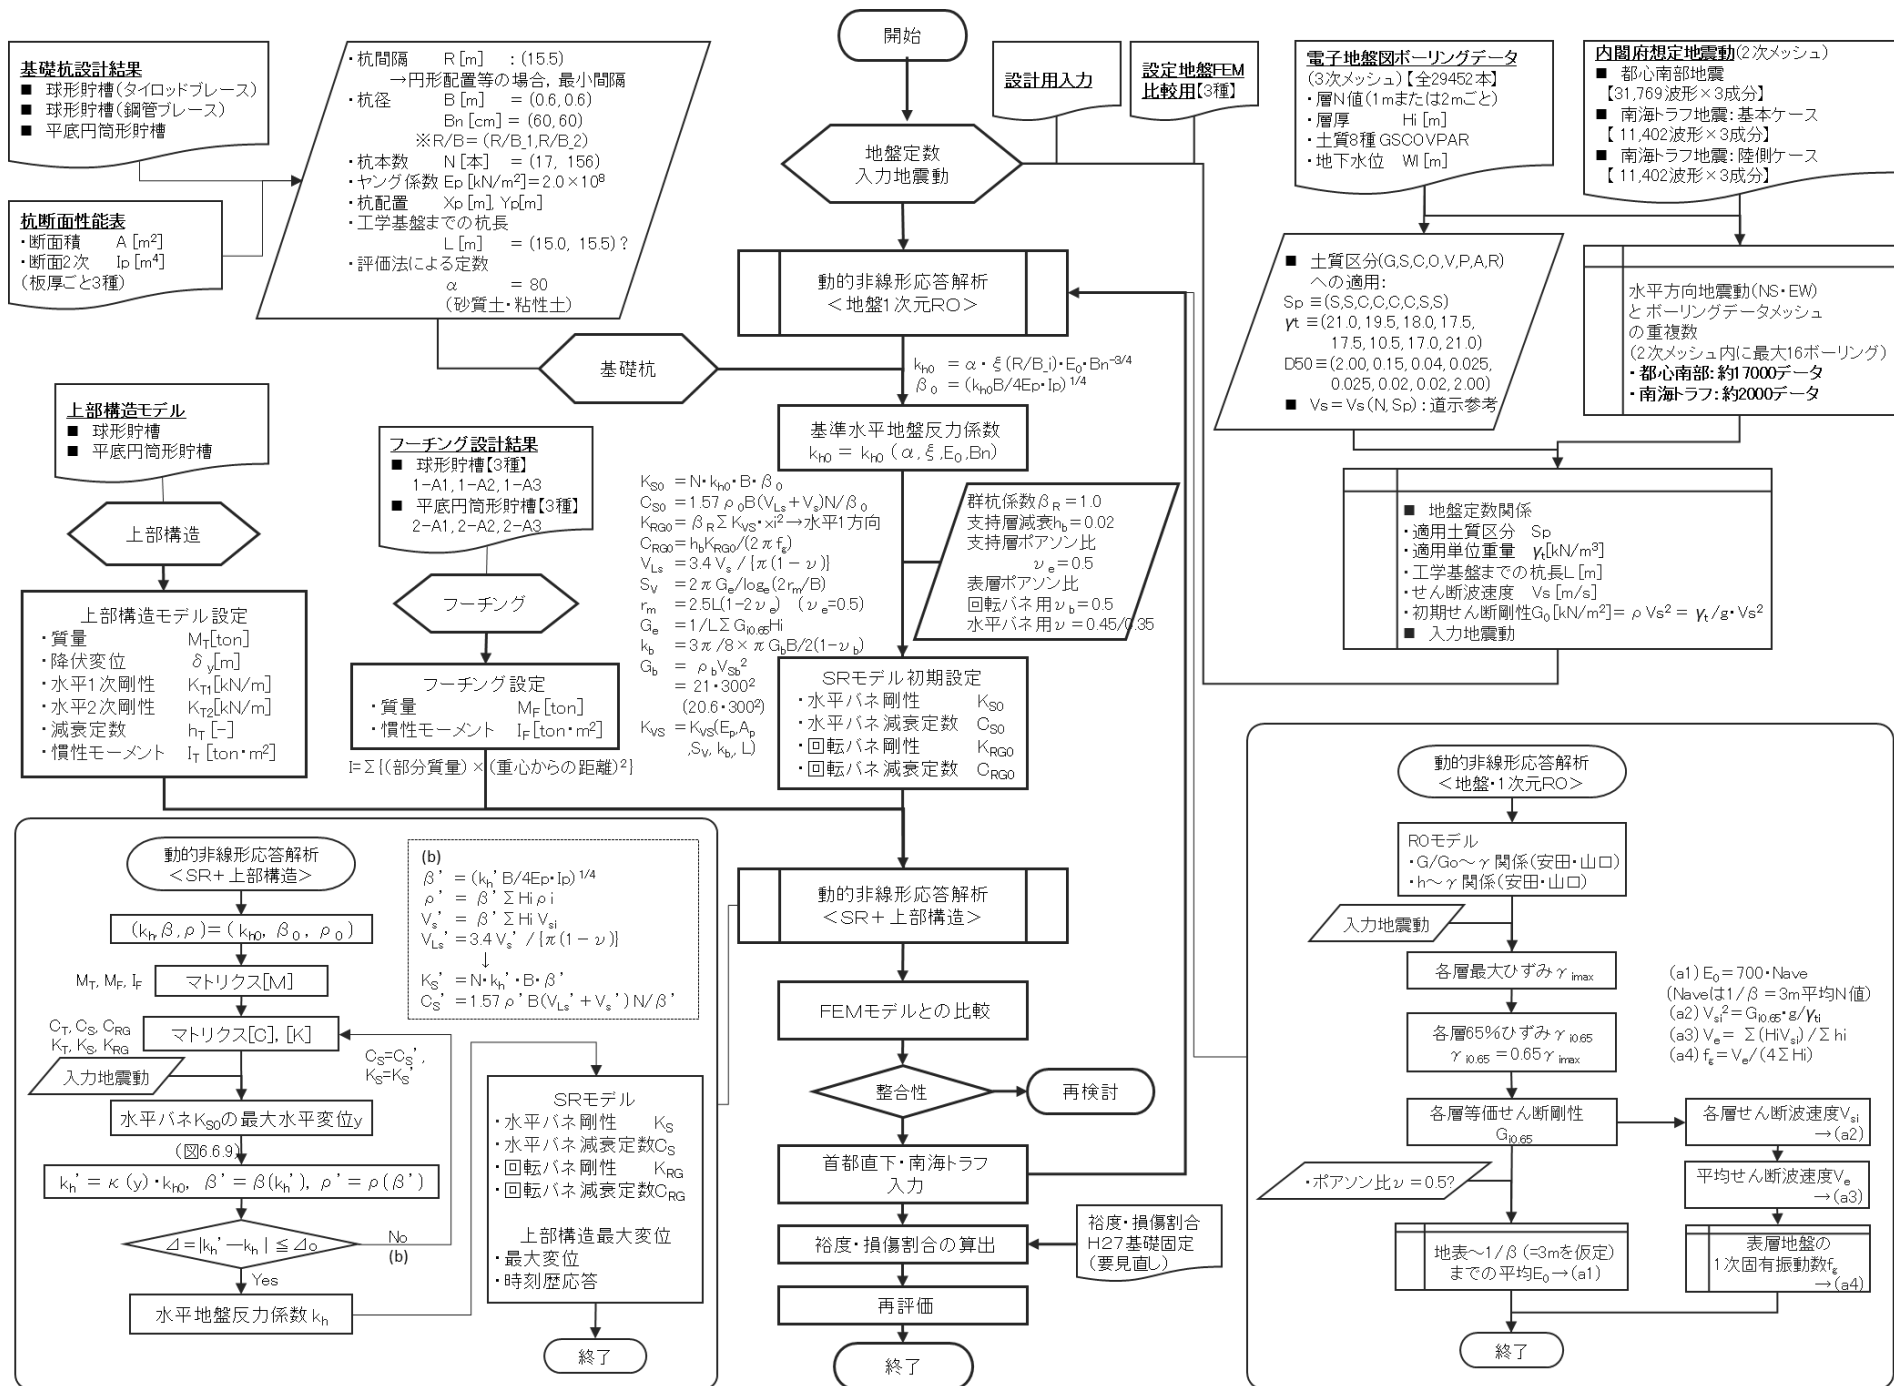 開始
基礎杭設計結果
■ 球形貯槽(タイロッドブレース)
■ 球形貯槽(鋼管ブレース)
■ 平底円筒形貯槽
杭断面性能表
・断面積 A [m²]
・断面2次 Ip [m⁴]
(板厚ごと3種)
・杭間隔 R [m] : (15.5)
→円形配置等の場合, 最小間隔
・杭径 B [m] = (0.6, 0.6)
Bn [cm] = (60, 60)
※R/B= (R/B_1,R/B_2)
・杭本数 N [本] = (17, 156)
・ヤング係数 Ep [kN/m²]=2.0×10⁸
・杭配置 Xp [m], Yp[m]
・工学基盤までの杭長
L [m] = (15.0, 15.5) ?
・評価法による定数
α = 80
(砂質土・粘性土)
設計用入力
設定地盤FEM
比較用【3種】
地盤定数
入力地震動
動的非線形応答解析
<地盤1次元RO>
基礎杭
k_h0 = α・ξ(R/B_i)・E₀・Bn^-3/4
β₀ = (k_h0B/4Ep・Ip)^1/4
電子地盤図ボーリングデータ
(3次メッシュ)【全29452本】
・層N値(1mまたは2mごと)
・層厚 Hi [m]
・土質8種 GSCOVPAR
・地下水位 Wl [m]
内閣府想定地震動(2次メッシュ)
■ 都心南部地震
【31,769波形×3成分】
■ 南海トラフ地震: 基本ケース
【 11,402波形×3成分】
■ 南海トラフ地震: 陸側ケース
【 11,402波形×3成分】
■ 土質区分(G,S,C,O,V,P,A,R)
への適用:
Sp ≡(S,S,C,C,C,C,S,S)
γt ≡(21.0, 19.5, 18.0, 17.5,
17.5, 10.5, 17.0, 21.0)
D50≡(2.00, 0.15, 0.04, 0.025,
0.025, 0.02, 0.02, 2.00)
■ Vs=Vs(N, Sp) : 道示参考
水平方向地震動(NS・EW)
とボーリングデータメッシュ
の重複数
(2次メッシュ内に最大16ボーリング)
・都心南部: 約17000データ
・南海トラフ: 約2000データ
■ 地盤定数関係
・適用土質区分 Sp
・適用単位重量 γt[kN/m³]
・工学基盤までの杭長L [m]
・せん断波速度 Vs [m/s]
・初期せん断剛性G₀ [kN/m²]= ρVs² = γt/g・Vs²
■ 入力地震動
上部構造モデル
■ 球形貯槽
■ 平底円筒形貯槽
上部構造
上部構造モデル設定
・質量 M_T[ton]
・降伏変位 δ_y[m]
・水平1次剛性 K_T1[kN/m]
・水平2次剛性 K_T2[kN/m]
・減衰定数 h_T [-]
・慣性モーメント I_T [ton・m²]
フーチング設計結果
■ 球形貯槽【3種】
1-A1, 1-A2, 1-A3
■ 平底円筒形貯槽【3種】
2-A1, 2-A2, 2-A3
フーチング
フーチング設定
・質量 M_F [ton]
・慣性モーメント I_F [ton・m²]
I=Σ{(部分質量)×(重心からの距離)²}
基準水平地盤反力係数
k_h0 = k_h0 (α, ξ, E₀, Bn)
K_S0 = N・k_h0・B・β₀
C_S0 = 1.57 ρ₀B(V_Ls+V_s)N/β₀
K_RG0 = β_RΣK_VS・xi²→水平1方向
C_RG0= h_bK_RG0/(2πf_g)
V_Ls = 3.4 V_s / {π(1-ν)}
S_V = 2πG_e/log_e(2r_m/B)
r_m = 2.5L(1-2ν_e) (ν_e=0.5)
G_e = 1/LΣG_i0.65Hi
k_b = 3π/8×πG_bB/2(1-ν_b)
G_b = ρ_bV_Sb²
= 21・300²
(20.6・300²)
K_VS = K_VS(E_p,A_p
,S_V, k_b, L)
群杭係数β_R=1.0
支持層減衰h_b=0.02
支持層ポアソン比
ν_e=0.5
表層ポアソン比
回転バネ用ν_b=0.5
水平バネ用ν=0.45/0.35
SRモデル初期設定
・水平バネ剛性 K_S0
・水平バネ減衰定数 C_S0
・回転バネ剛性 K_RG0
・回転バネ減衰定数 C_RG0
動的非線形応答解析
<SR+上部構造>
FEMモデルとの比較
整合性
再検討
首都直下・南海トラフ
入力
裕度・損傷割合の算出
裕度・損傷割合
H27基礎固定
(要見直し)
再評価
終了
動的非線形応答解析
<SR+上部構造>
(k_h,β,ρ)=(k_h0, β₀, ρ₀)
M_T, M_F, I_F
マトリクス[M]
C_T, C_S, C_RG
K_T, K_S, K_RG
マトリクス[C], [K]
C_S=C_S',
K_S=K_S'
入力地震動
水平バネK_S0の最大水平変位y
(図6.6.9)
k_h'=κ(y)・k_h0, β'=β(k_h'), ρ'=ρ(β')
Δ=|k_h'―k_h|≦Δ₀
No
(b)
Yes
水平地盤反力係数k_h
(b)
β' = (k_h'B/4Ep・Ip)^1/4
ρ' = β'ΣHiρi
V_s' = β'ΣHi V_si
V_Ls' =3.4 V_s' / {π(1-ν)}
↓
K_S' = N・k_h'・B・β'
C_S' = 1.57ρ'B(V_Ls'+V_s')N/β'
SRモデル
・水平バネ剛性 K_S
・水平バネ減衰定数C_S
・回転バネ剛性 K_RG
・回転バネ減衰定数C_RG
上部構造最大変位
・最大変位
・時刻歴応答
終了
動的非線形応答解析
<地盤・1次元RO>
ROモデル
・G/Go~γ関係(安田・山口)
・h~γ関係(安田・山口)
入力地震動
各層最大ひずみγ_imax
各層65%ひずみγ_i0.65
γ_i0.65=0.65γ_imax
各層等価せん断剛性
G_i0.65
・ポアソン比ν=0.5?
地表~1/β(=3mを仮定)
までの平均E₀→(a1)
(a1) E₀=700・Nave
(Naveは1/β=3m平均N値)
(a2) V_si²=G_i0.65・g/γ_ti
(a3) V_e= Σ(HiV_si)/Σhi
(a4) f_g=V_e/(4ΣHi)
各層せん断波速度V_si
→(a2)
平均せん断波速度V_e
→(a3)
表層地盤の
1次固有振動数f_g
→(a4)
終了